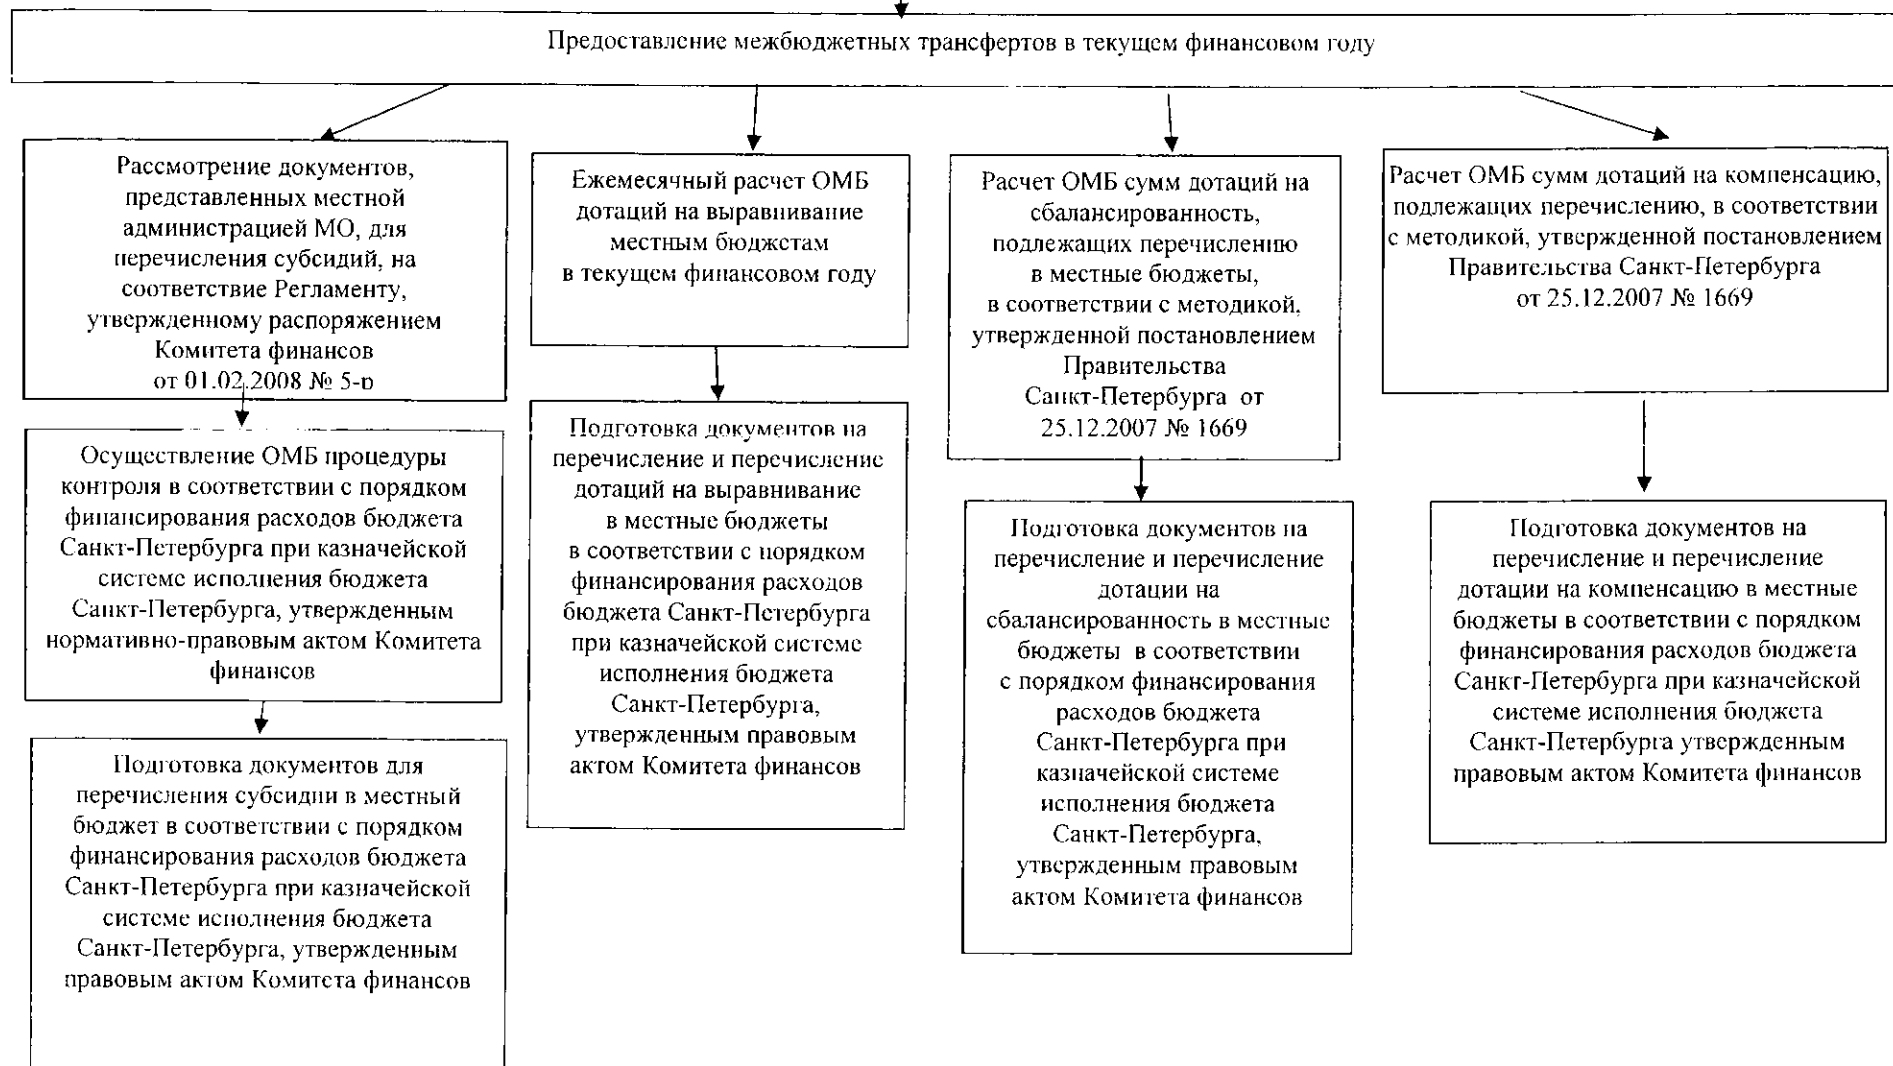 Предоставление межбюджетных трансфертов в текущем финансовом году
Рассмотрение документов,
представленных местной
администрацией МО, для
перечисления субсидий, на
соответствие Регламенту,
утвержденному распоряжением
Комитета финансов
от 01.02.2008 № 5-р
Осуществление ОМБ процедуры
контроля в соответствии с порядком
финансирования расходов бюджета
Санкт-Петербурга при казначейской
системе исполнения бюджета
Санкт-Петербурга, утвержденным
нормативно-правовым актом Комитета
финансов
Подготовка документов для
перечисления субсидии в местный
бюджет в соответствии с порядком
финансирования расходов бюджета
Санкт-Петербурга при казначейской
системе исполнения бюджета
Санкт-Петербурга, утвержденным
правовым актом Комитета финансов
Ежемесячный расчет ОМБ
дотаций на выравнивание
местным бюджетам
в текущем финансовом году
Подготовка документов на
перечисление и перечисление
дотаций на выравнивание
в местные бюджеты
в соответствии с порядком
финансирования расходов
бюджета Санкт-Петербурга
при казначейской системе
исполнения бюджета
Санкт-Петербурга,
утвержденным правовым
актом Комитета финансов
Расчет ОМБ сумм дотаций на
сбалансированность,
подлежащих перечислению
в местные бюджеты,
в соответствии с методикой,
утвержденной постановлением
Правительства
Санкт-Петербурга от
25.12.2007 № 1669
Подготовка документов на
перечисление и перечисление
дотации на
сбалансированность в местные
бюджеты в соответствии
с порядком финансирования
расходов бюджета
Санкт-Петербурга при
казначейской системе
исполнения бюджета
Санкт-Петербурга,
утвержденным правовым
актом Комитета финансов
Расчет ОМБ сумм дотаций на компенсацию,
подлежащих перечислению, в соответствии
с методикой, утвержденной постановлением
Правительства Санкт-Петербурга
от 25.12.2007 № 1669
Подготовка документов на
перечисление и перечисление
дотации на компенсацию в местные
бюджеты в соответствии с порядком
финансирования расходов бюджета
Санкт-Петербурга при казначейской
системе исполнения бюджета
Санкт-Петербурга утвержденным
правовым актом Комитета финансов